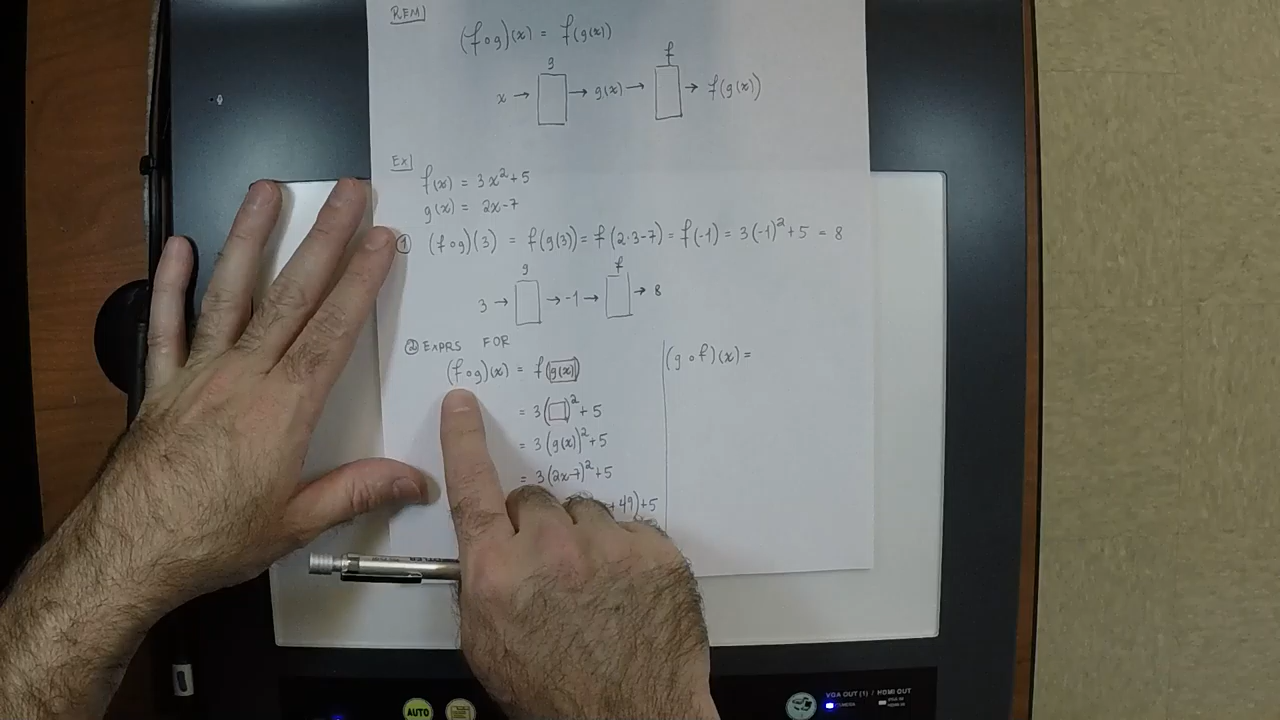 REM
(f∘g)(x) = f(g(x))
g f
x → → g(x) → → f(g(x))
Ex
f(x) = 3x²+5
g(x) = 2x-7
① (f∘g)(3) = f(g(3)) = f(2·3-7) = f(-1) = 3(-1)²+5 = 8
g f
3 → → -1 → → 8
② EXPRS FOR
(f∘g)(x) = f(g(x))
= 3(□)²+5
= 3(g(x))²+5
= 3(2x-7)²+5
+49)+5
(g∘f)(x) =
AUTO
VGA OUT (1) / HDMI OUT